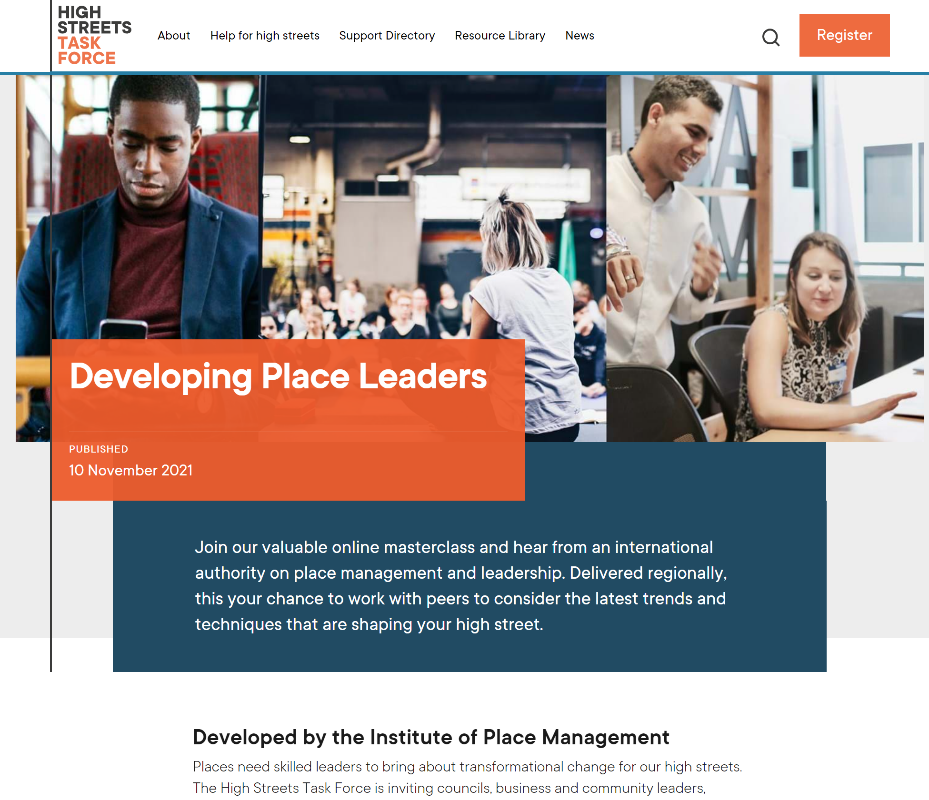 HIGH
STREETS
TASK
FORCE
About Help for high streets Support Directory Resource Library News
Register
Developing Place Leaders
PUBLISHED
10 November 2021
Join our valuable online masterclass and hear from an international
authority on place management and leadership. Delivered regionally,
this your chance to work with peers to consider the latest trends and
techniques that are shaping your high street.
Developed by the Institute of Place Management
Places need skilled leaders to bring about transformational change for our high streets.
The High Streets Task Force is inviting councils, business and community leaders,